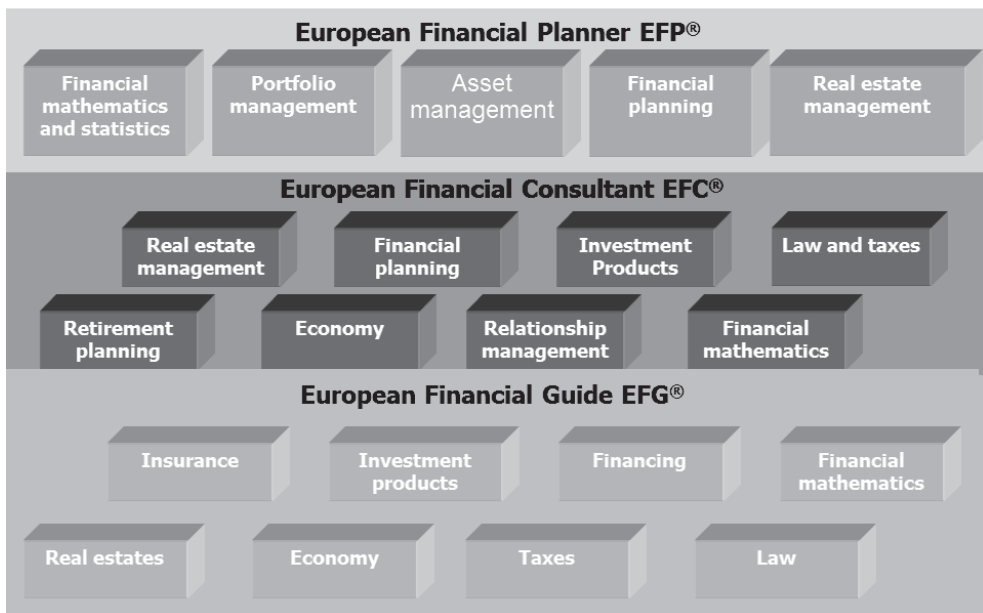 European Financial Planner EFP®
Financial
mathematics
and statistics
Portfolio
management
Asset
management
Financial
planning
Real estate
management
European Financial Consultant EFC®
Real estate
management
Financial
planning
Investment
Products
Law and taxes
Retirement
planning
Economy
Relationship
management
Financial
mathematics
European Financial Guide EFG®
Insurance
Investment
products
Financing
Financial
mathematics
Real estates
Economy
Taxes
Law